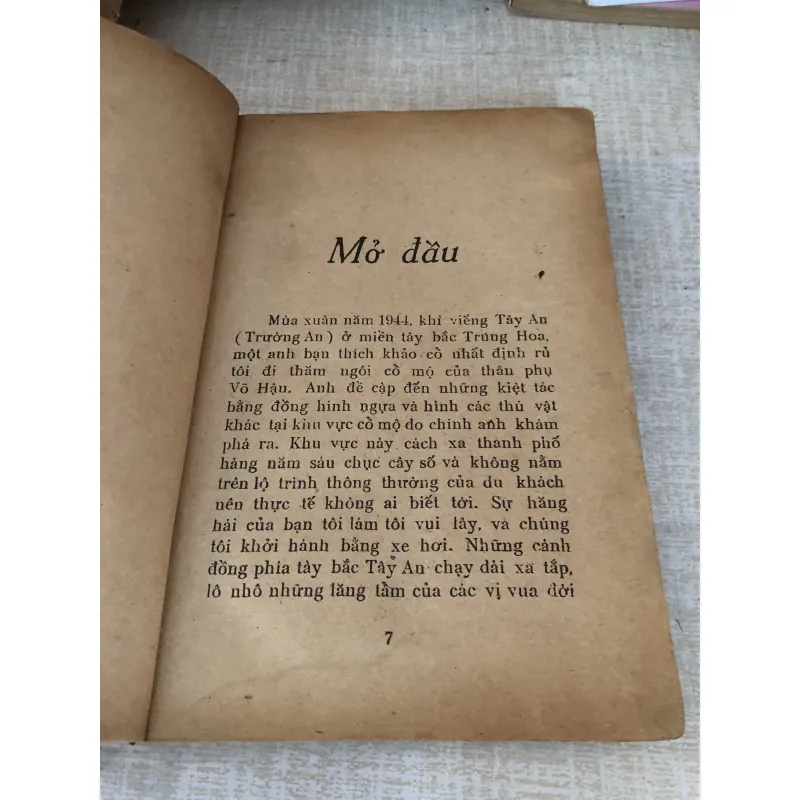 Mở đầu
Mùa xuân năm 1944, khi viếng Tây An
(Trường An) ở miền tây bắc Trung Hoa,
một anh bạn thích khảo cổ nhất định rủ
tôi đi thăm ngôi cổ mộ của thân phụ
Võ Hậu. Anh đề cập đến những kiệt tác
bằng đồng hình ngựa và hình các thú vật
khác tại khu vực cổ mộ do chính anh khám
phá ra. Khu vực này cách xa thành phố
hàng năm sáu chục cây số và không nằm
trên lộ trình thông thường của du khách
nên thực tế không ai biết tới. Sự hăng
hái của bạn tôi làm tôi vui lây, và chúng
tôi khởi hành bằng xe hơi. Những cánh
đồng phía tây bắc Tây An chạy dài xa tắp,
lô nhô những lăng tẩm của các vị vua đời
7